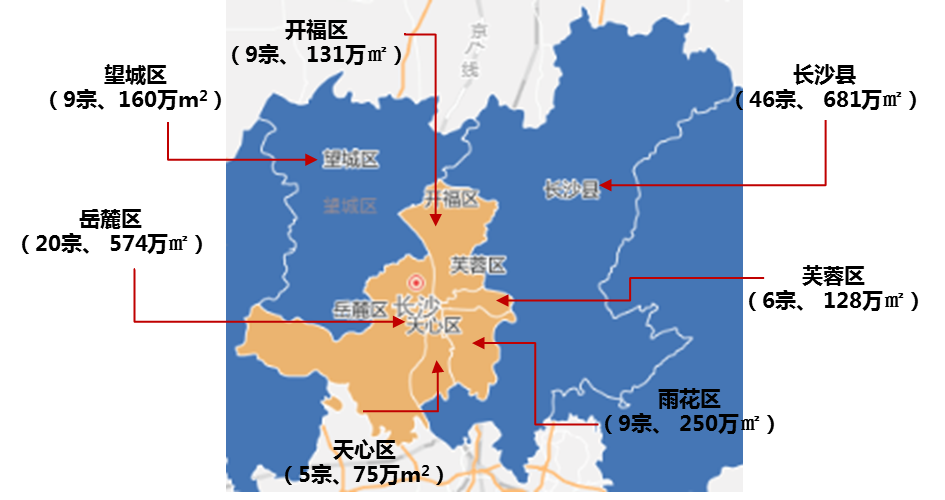 开福区
（9宗、 131万㎡）
望城区
（9宗、160万m²）
长沙县
（46宗、 681万㎡）
京广线
望城区
望城区
长沙县
开福区
岳麓区
（20宗、 574万㎡）
芙蓉区
芙蓉区
（6宗、 128万㎡）
岳麓区
长沙
天心区
雨花区
（9宗、 250万㎡）
天心区
（5宗、75万m²）